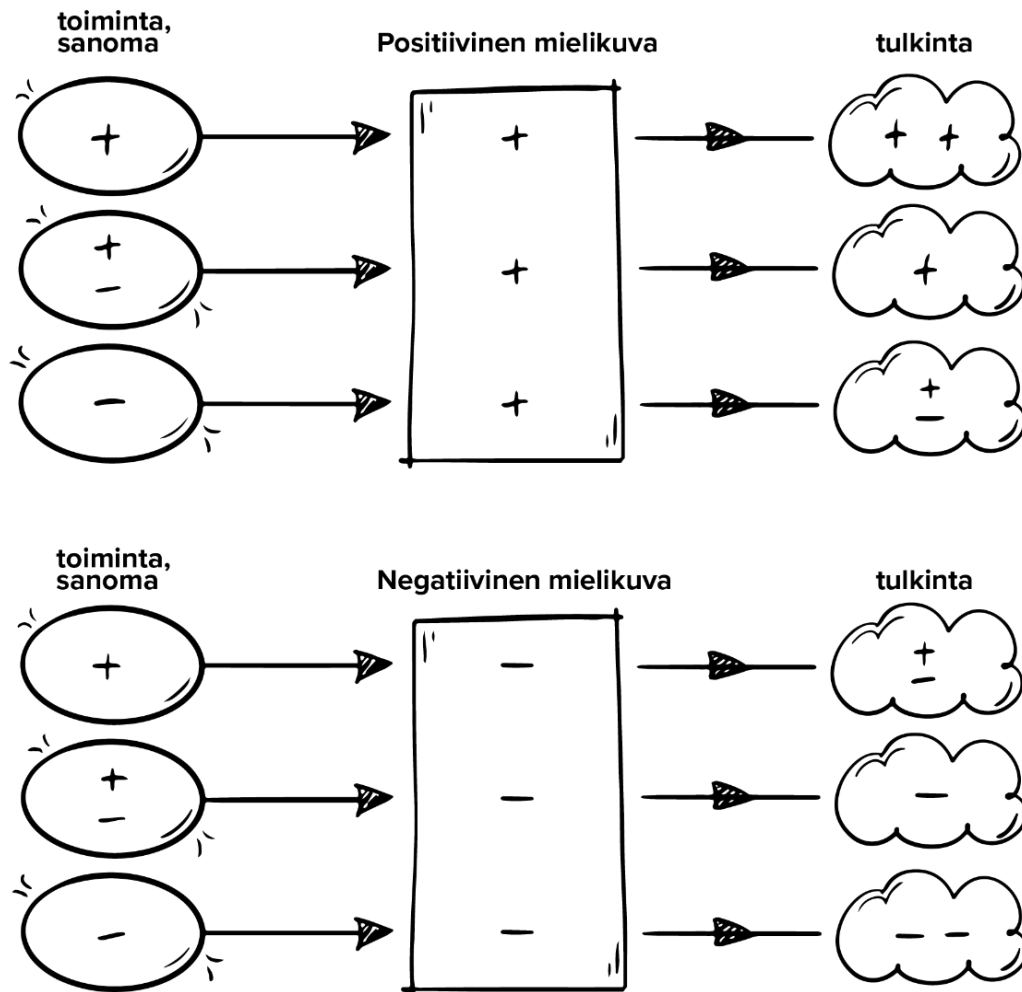 toiminta,
sanoma
Positiivinen mielikuva
tulkinta
+
+
+ +
+
−
+
+
−
+
+
−
toiminta,
sanoma
Negatiivinen mielikuva
tulkinta
+
−
+
−
+
−
−
−
−
−
− −